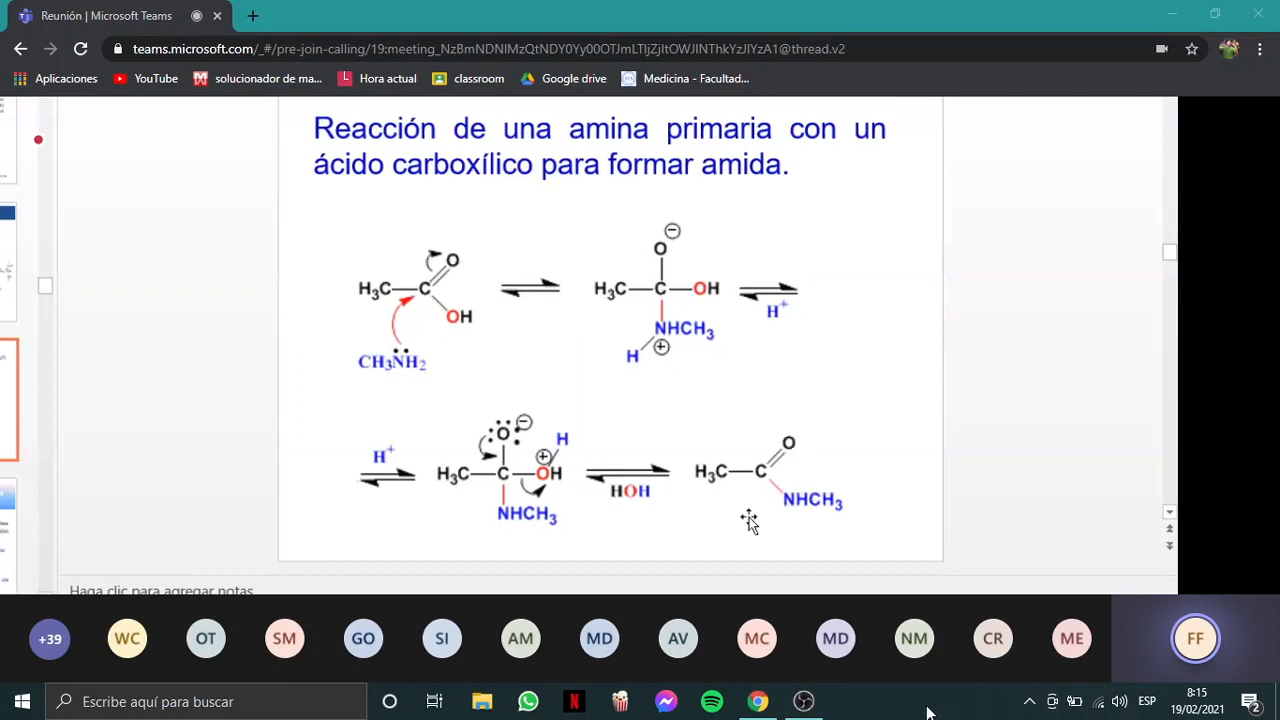 Reunión | Microsoft Teams
teams.microsoft.com/_#/pre-join-calling/19:meeting_NzBmNDNlMzQtNDY0Yy00OTJmLTljZjItOWJlNThkYzJlYzA1@thread.v2
Aplicaciones YouTube solucionador de ma... Hora actual classroom Google drive Medicina - Facultad...
Reacción de una amina primaria con un
ácido carboxílico para formar amida.
O ⊖
O
H3C C H3C C OH
OH H+
CH3NH2 NHCH3
H ⊕
O ⊖
H+ ⊕ H O
H3C C OH H3C C
HOH
NHCH3 NHCH3
Haga clic para agregar notas
+39 WC OT SM GO SI AM MD AV MC MD NM CR ME FF
Escribe aquí para buscar
ESP
8:15
19/02/2021
2